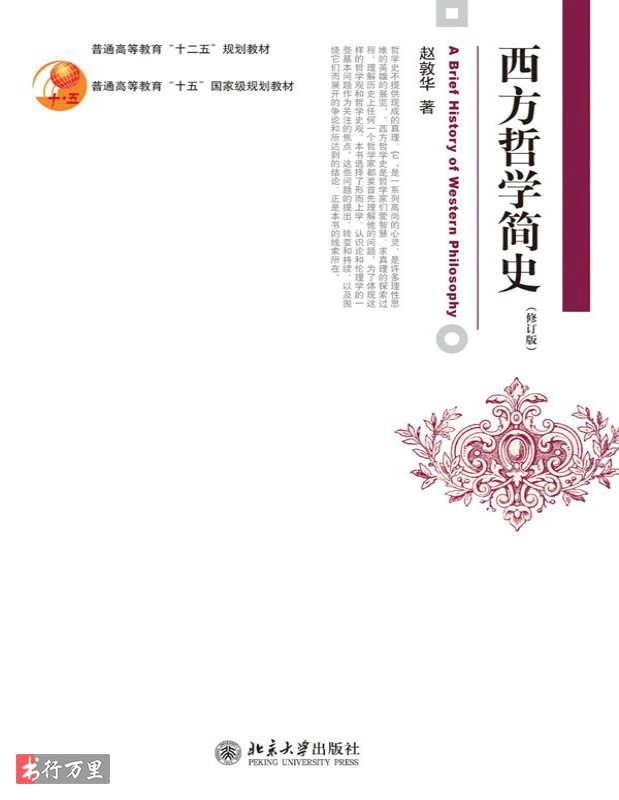 普通高等教育“十二五”规划教材
普通高等教育“十五”国家级规划教材
十·五
西方哲学简史
（修订版）
A Brief History of Western Philosophy
赵敦华 著
哲学史不提供现成的真理，它“是一系列高尚的心灵，是许多理性思
维的英雄的展览。”西方哲学史是哲学家们爱智慧、求真理的探索过
程，理解历史上任何一个哲学家都要首先理解他的问题。为了体现这
样的哲学观和哲学史观，本书选择了形而上学、认识论和伦理学的一
些基本问题作为关注的焦点。这些问题的提出、转变和持续，以及围
绕它们而展开的争论和所达到的结论，正是本书的线索所在。
北京大学出版社
PEKING UNIVERSITY PRESS
书行万里